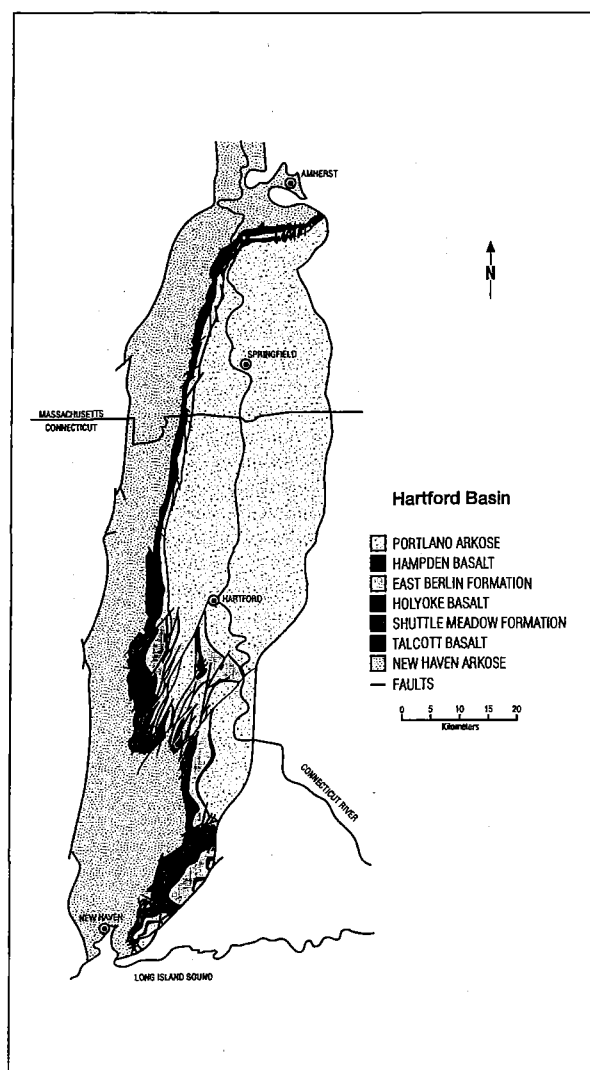 AMHERST
N
SPRINGFIELD
MASSACHUSETTS
CONNECTICUT
Hartford Basin
PORTLAND ARKOSE
HAMPDEN BASALT
EAST BERLIN FORMATION
HARTFORD
HOLYOKE BASALT
SHUTTLE MEADOW FORMATION
TALCOTT BASALT
NEW HAVEN ARKOSE
FAULTS
0 5 10 15 20
Kilometers
CONNECTICUT RIVER
NEW HAVEN
LONG ISLAND SOUND